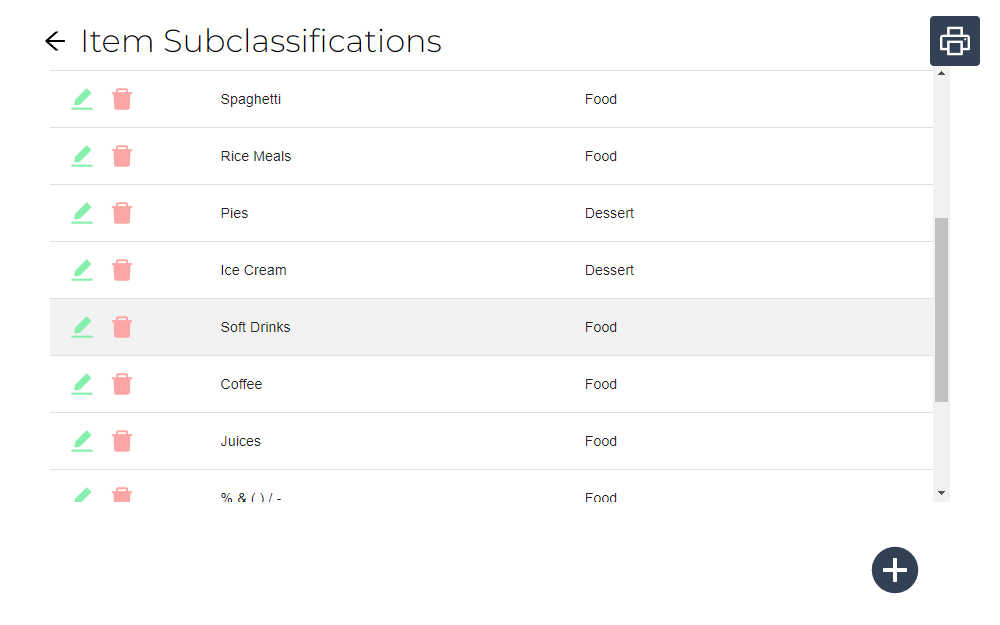 Item Subclassifications
Spaghetti Food
Rice Meals Food
Pies Dessert
Ice Cream Dessert
Soft Drinks Food
Coffee Food
Juices Food
% & ( ) / - Food